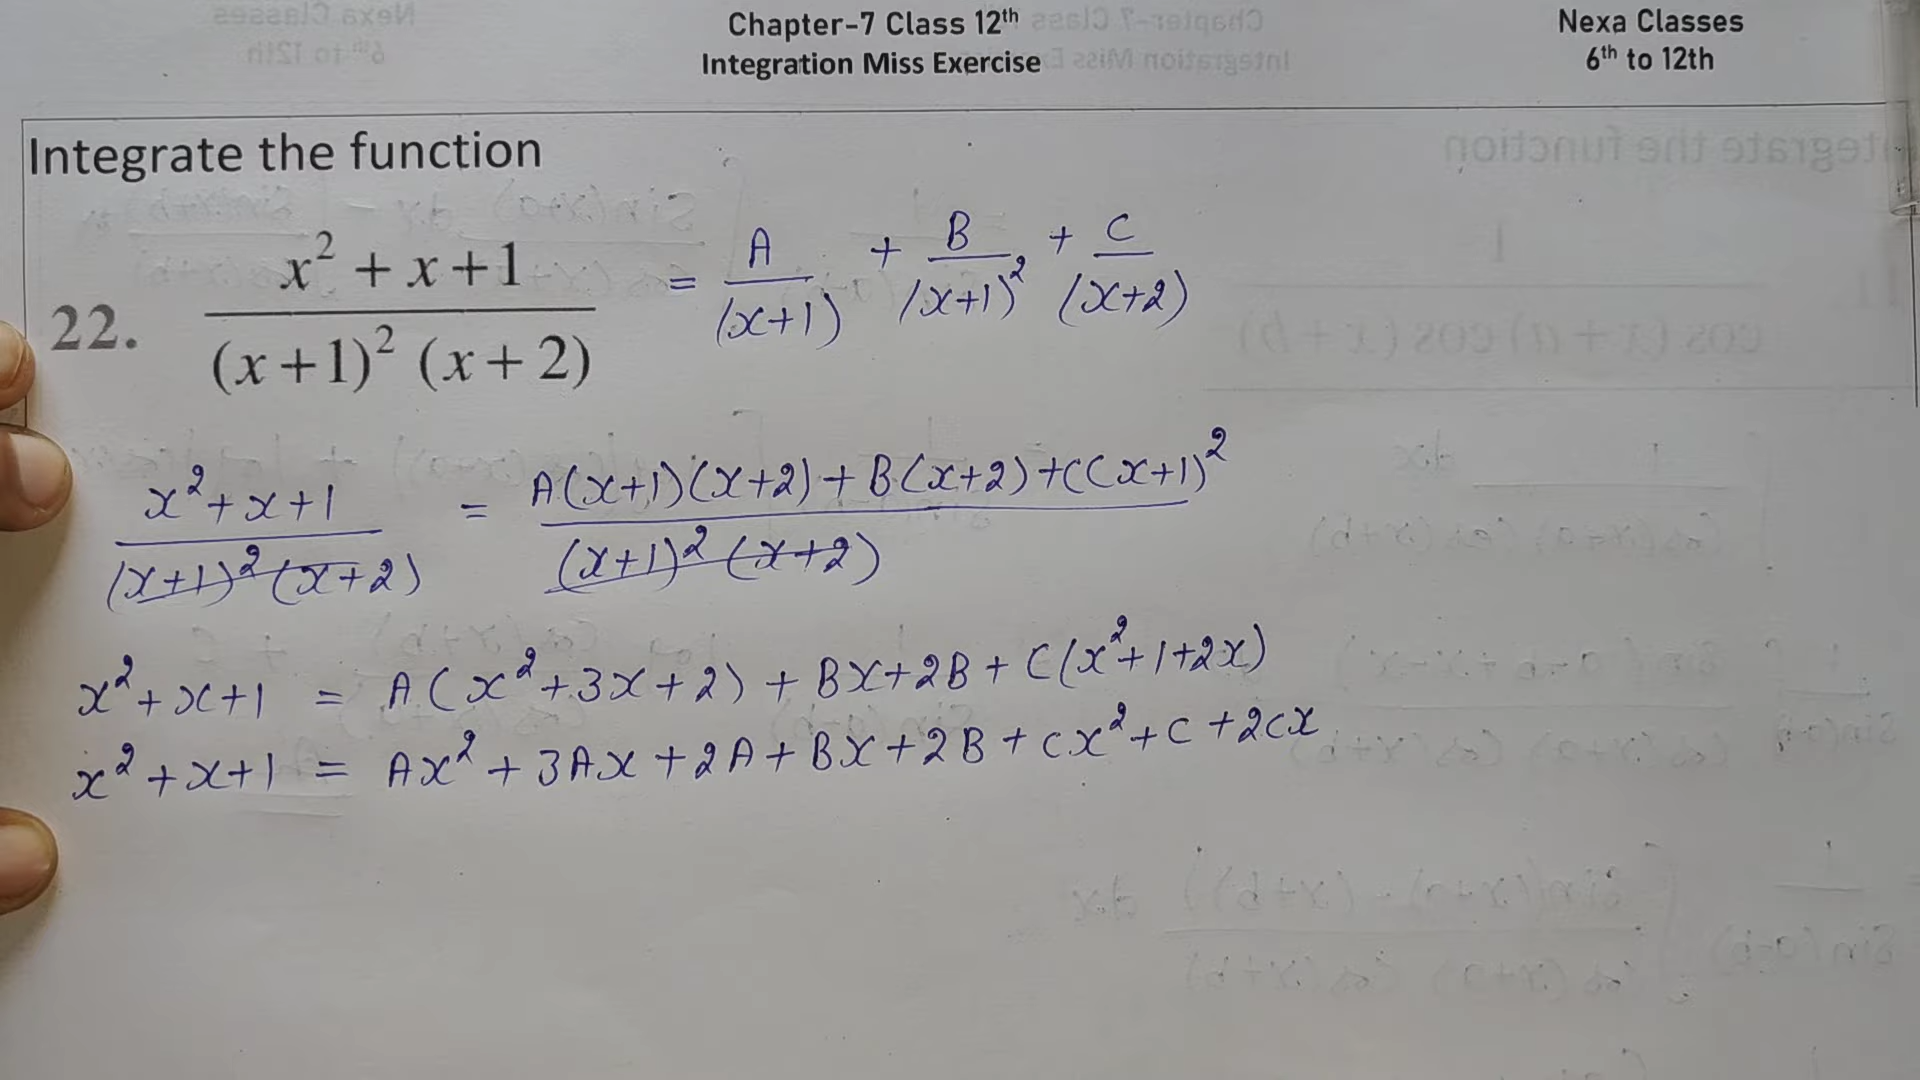 Chapter-7 Class 12th
Integration Miss Exercise
Nexa Classes
6th to 12th
Integrate the function
22. x² + x + 1 / (x + 1)² (x + 2) = A / (x+1) + B / (x+1)² + C / (x+2)
x² + x + 1 / (x+1)² (x+2) = A(x+1)(x+2) + B(x+2) + C(x+1)² / (x+1)² (x+2)
x² + x + 1 = A(x² + 3x + 2) + Bx + 2B + C(x² + 1 + 2x)
x² + x + 1 = Ax² + 3Ax + 2A + Bx + 2B + Cx² + C + 2Cx